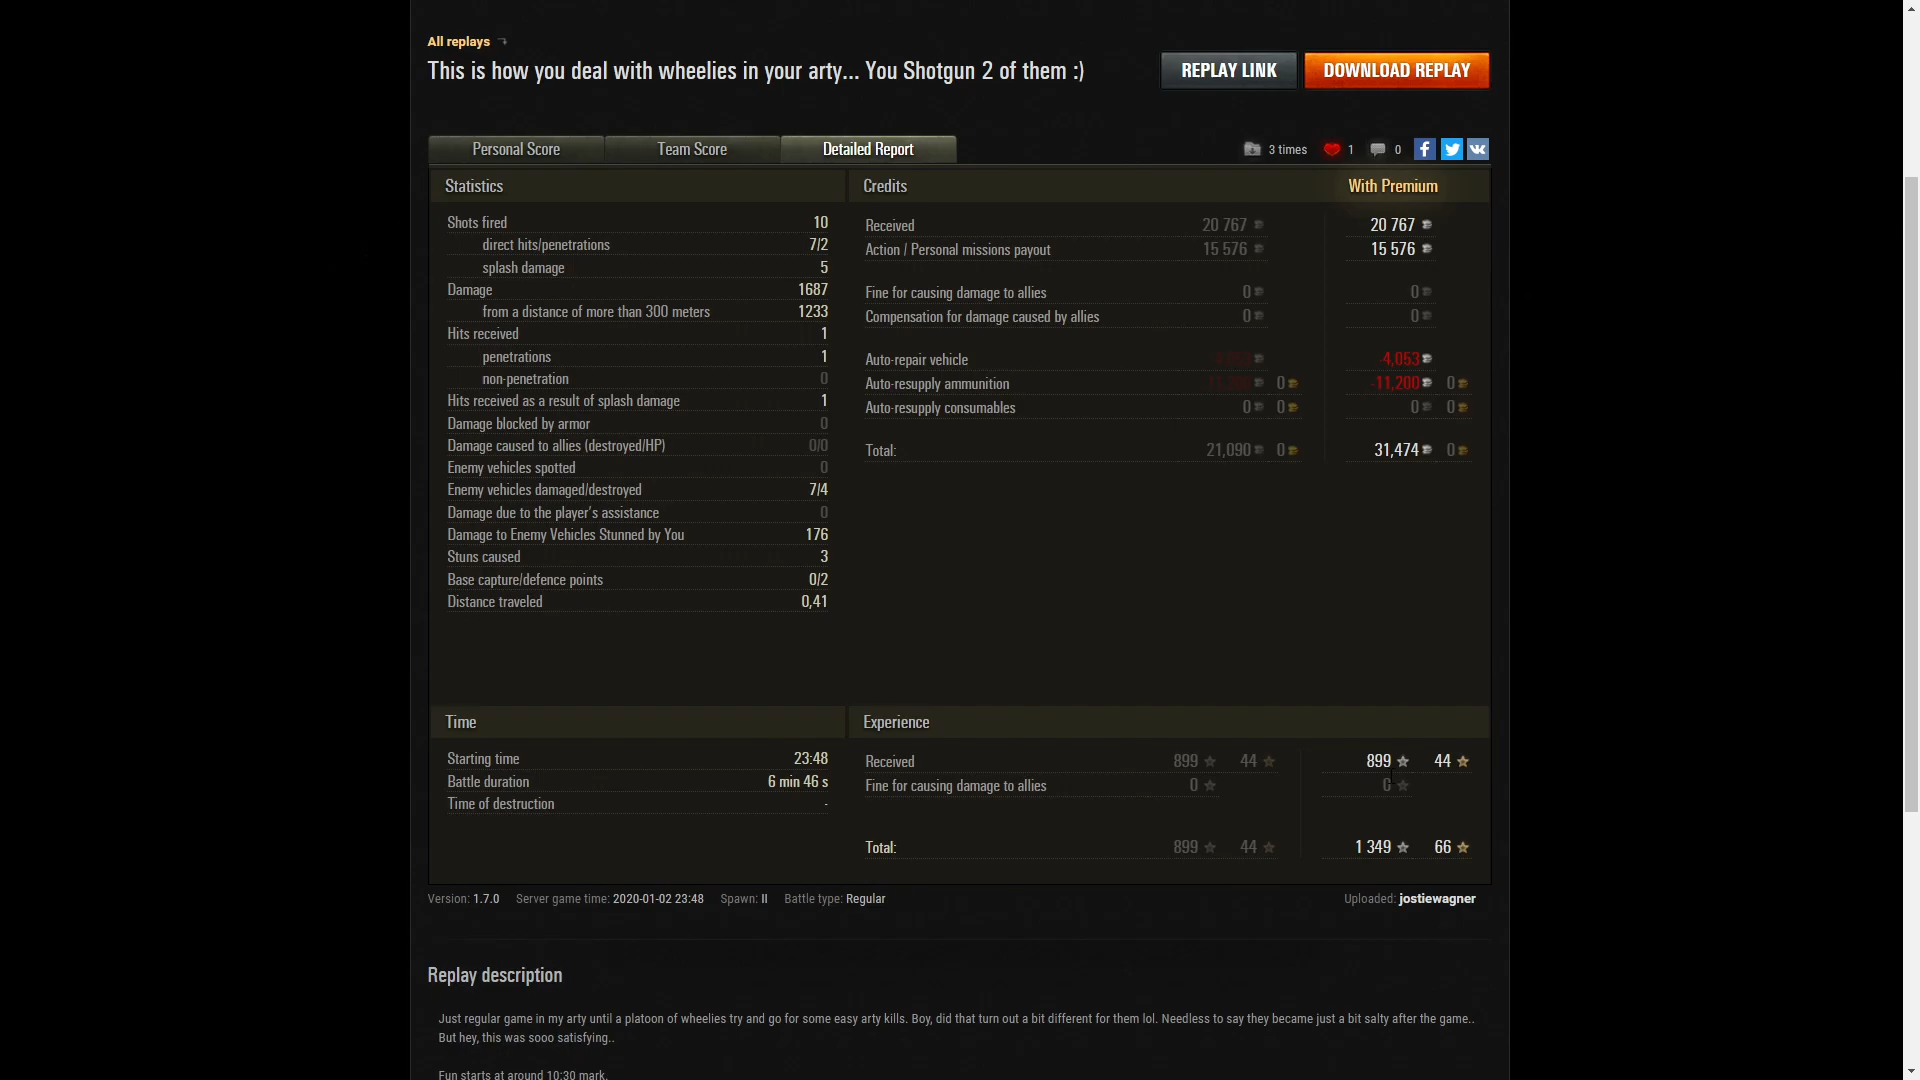 All replays
This is how you deal with wheelies in your arty... You Shotgun 2 of them :)
REPLAY LINK
DOWNLOAD REPLAY
Personal Score
Team Score
Detailed Report
3 times
1
0
Statistics
Shots fired 10
direct hits/penetrations 7/2
splash damage 5
Damage 1687
from a distance of more than 300 meters 1233
Hits received 1
penetrations 1
non-penetration 0
Hits received as a result of splash damage 1
Damage blocked by armor 0
Damage caused to allies (destroyed/HP) 0/0
Enemy vehicles spotted 0
Enemy vehicles damaged/destroyed 7/4
Damage due to the player's assistance 0
Damage to Enemy Vehicles Stunned by You 176
Stuns caused 3
Base capture/defence points 0/2
Distance traveled 0,41
Credits With Premium
Received 20 767 20 767
Action / Personal missions payout 15 576 15 576
Fine for causing damage to allies 0 0
Compensation for damage caused by allies 0 0
Auto-repair vehicle -4,053
Auto-resupply ammunition 0 -11,200 0
Auto-resupply consumables 0 0 0 0
Total: 21,090 0 31,474 0
Time
Starting time 23:48
Battle duration 6 min 46 s
Time of destruction -
Experience
Received 899 44 899 44
Fine for causing damage to allies 0 0
Total: 899 44 1 349 66
Version: 1.7.0 Server game time: 2020-01-02 23:48 Spawn: II Battle type: Regular Uploaded: jostiewagner
Replay description
Just regular game in my arty until a platoon of wheelies try and go for some easy arty kills. Boy, did that turn out a bit different for them lol. Needless to say they became just a bit salty after the game..
But hey, this was sooo satisfying..
Fun starts at around 10:30 mark.